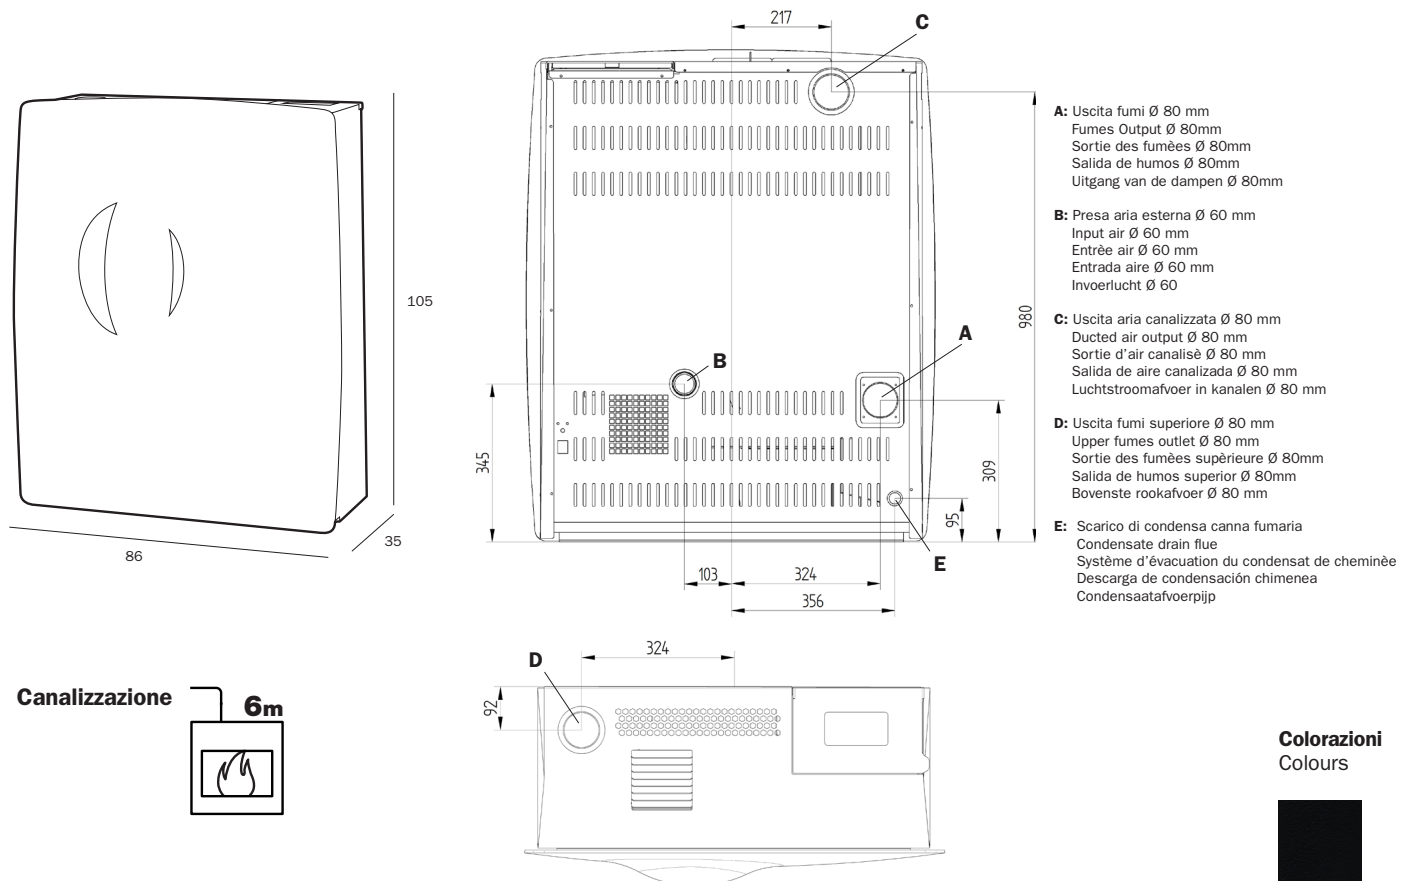 217
C
105
86
35
980
A
B
345
309
95
E
103
324
356
A: Uscita fumi Ø 80 mm
Fumes Output Ø 80mm
Sortie des fumèes Ø 80mm
Salida de humos Ø 80mm
Uitgang van de dampen Ø 80mm
B: Presa aria esterna Ø 60 mm
Input air Ø 60 mm
Entrèe air Ø 60 mm
Entrada aire Ø 60 mm
Invoerlucht Ø 60
C: Uscita aria canalizzata Ø 80 mm
Ducted air output Ø 80 mm
Sortie d'air canalisè Ø 80 mm
Salida de aire canalizada Ø 80 mm
Luchtstroomafvoer in kanalen Ø 80 mm
D: Uscita fumi superiore Ø 80 mm
Upper fumes outlet Ø 80 mm
Sortie des fumèes supèrieure Ø 80mm
Salida de humos superior Ø 80mm
Bovenste rookafvoer Ø 80 mm
E: Scarico di condensa canna fumaria
Condensate drain flue
Système d'évacuation du condensat de cheminèe
Descarga de condensación chimenea
Condensaatafvoerpijp
Canalizzazione
6m
324
D
92
Colorazioni
Colours